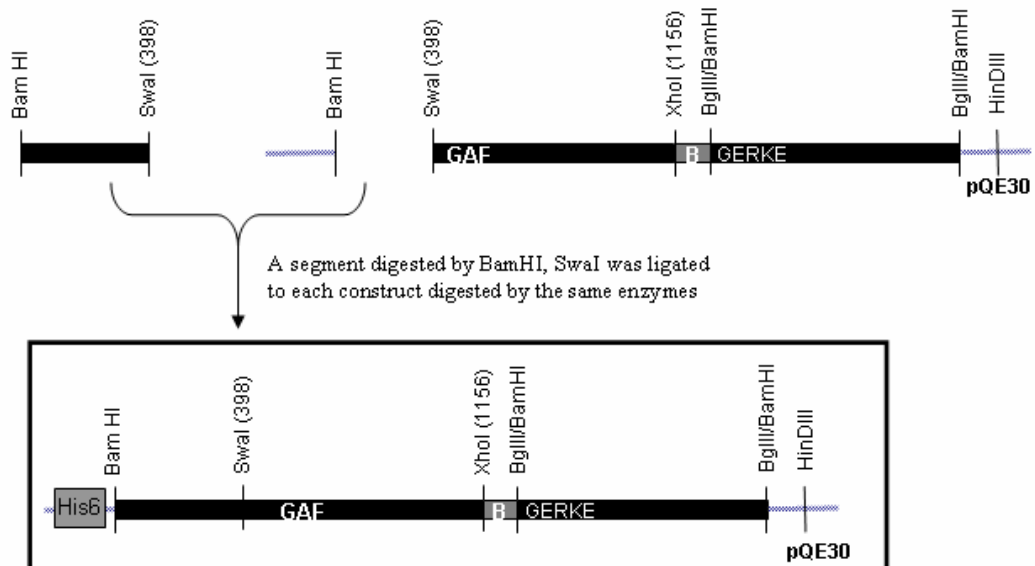 Bam HI
SwaI (398)
Bam HI
SwaI (398)
XhoI (1156)
BglII/BamHI
BglII/BamHI
HinDIII
GAF
B
GERKE
pQE30
A segment digested by BamHI, SwaI was ligated
to each construct digested by the same enzymes
Bam HI
SwaI (398)
XhoI (1156)
BglII/BamHI
BglII/BamHI
HinDIII
His6
GAF
B
GERKE
pQE30